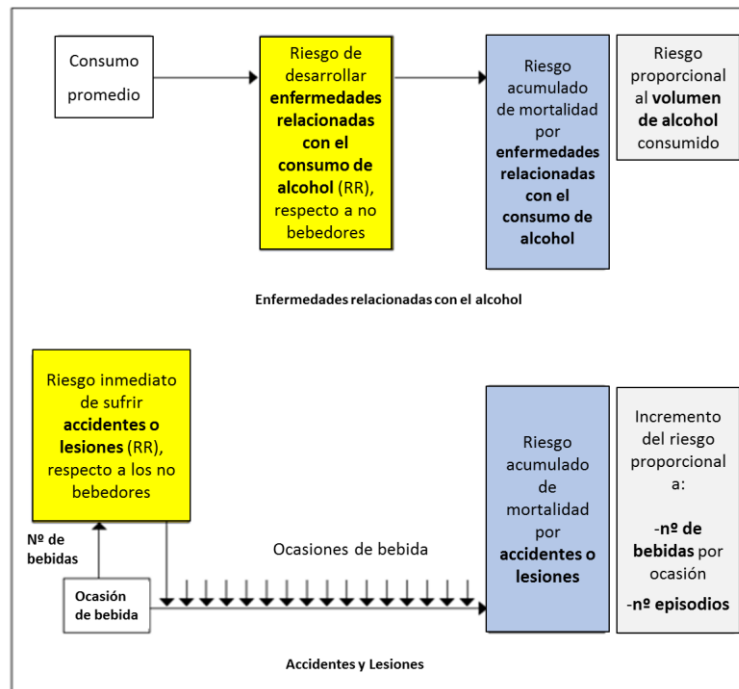 Consumo
promedio
Riesgo de
desarrollar
enfermedades
relacionadas
con el
consumo de
alcohol (RR),
respecto a no
bebedores
Riesgo
acumulado
de mortalidad
por
enfermedades
relacionadas
con el
consumo de
alcohol
Riesgo
proporcional
al volumen
de alcohol
consumido
Enfermedades relacionadas con el alcohol
Riesgo inmediato
de sufrir
accidentes o
lesiones (RR),
respecto a los no
bebedores
Nº de
bebidas
Ocasión
de bebida
Ocasiones de bebida
Riesgo
acumulado
de
mortalidad
por
accidentes o
lesiones
Incremento
del riesgo
proporcional
a:
-nº de
bebidas por
ocasión
-nº episodios
Accidentes y Lesiones